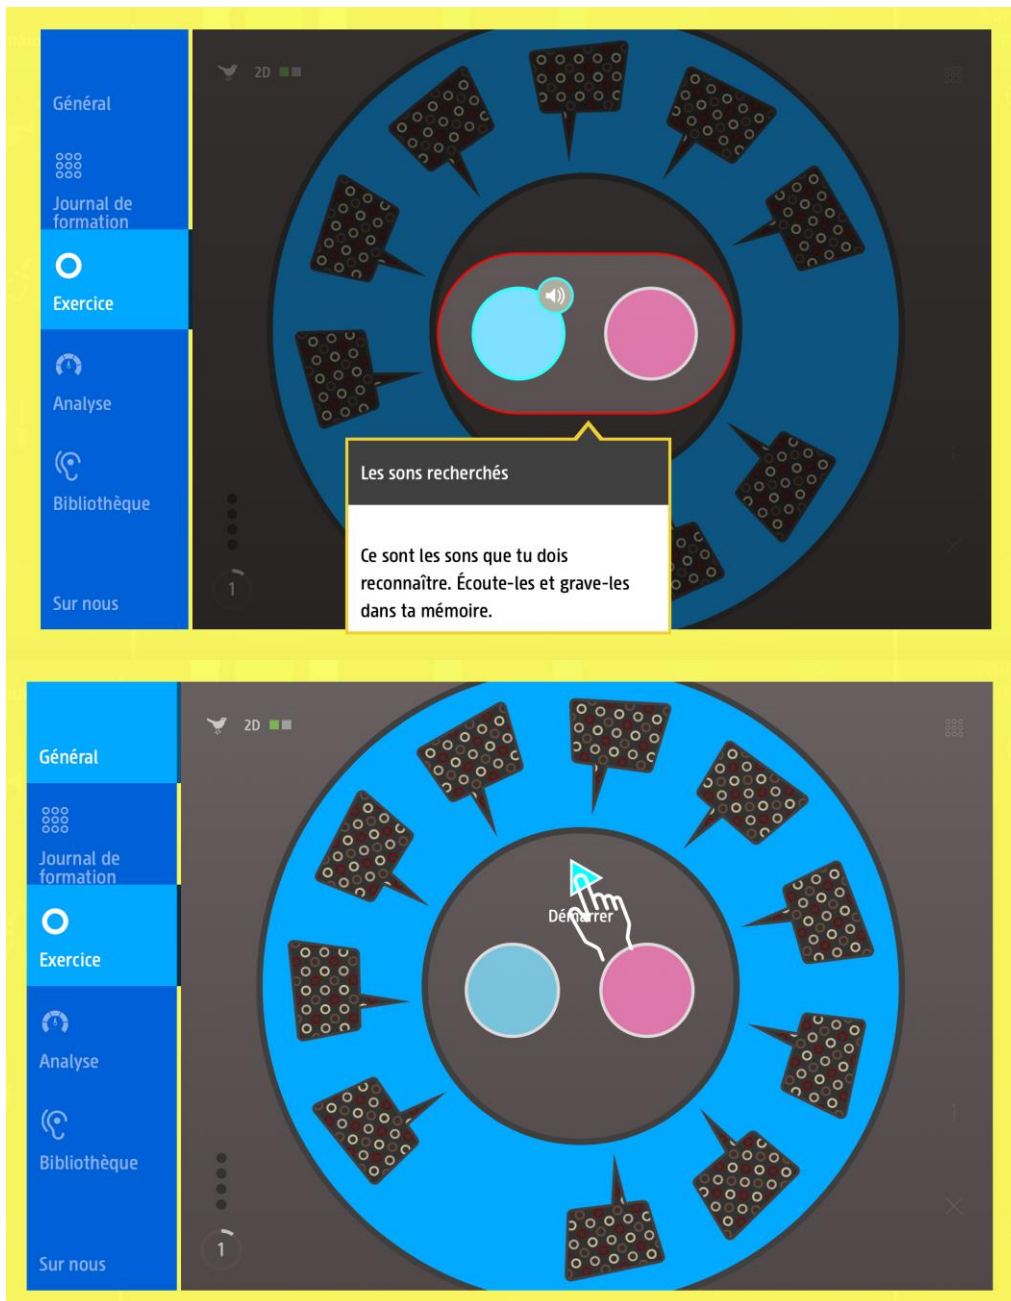 2D
Général
Journal de
formation
Exercice
Analyse
Bibliothèque
Sur nous
1
Les sons recherchés
Ce sont les sons que tu dois
reconnaître. Écoute-les et grave-les
dans ta mémoire.
2D
Général
Journal de
formation
Exercice
Analyse
Bibliothèque
Sur nous
1
Démarrer